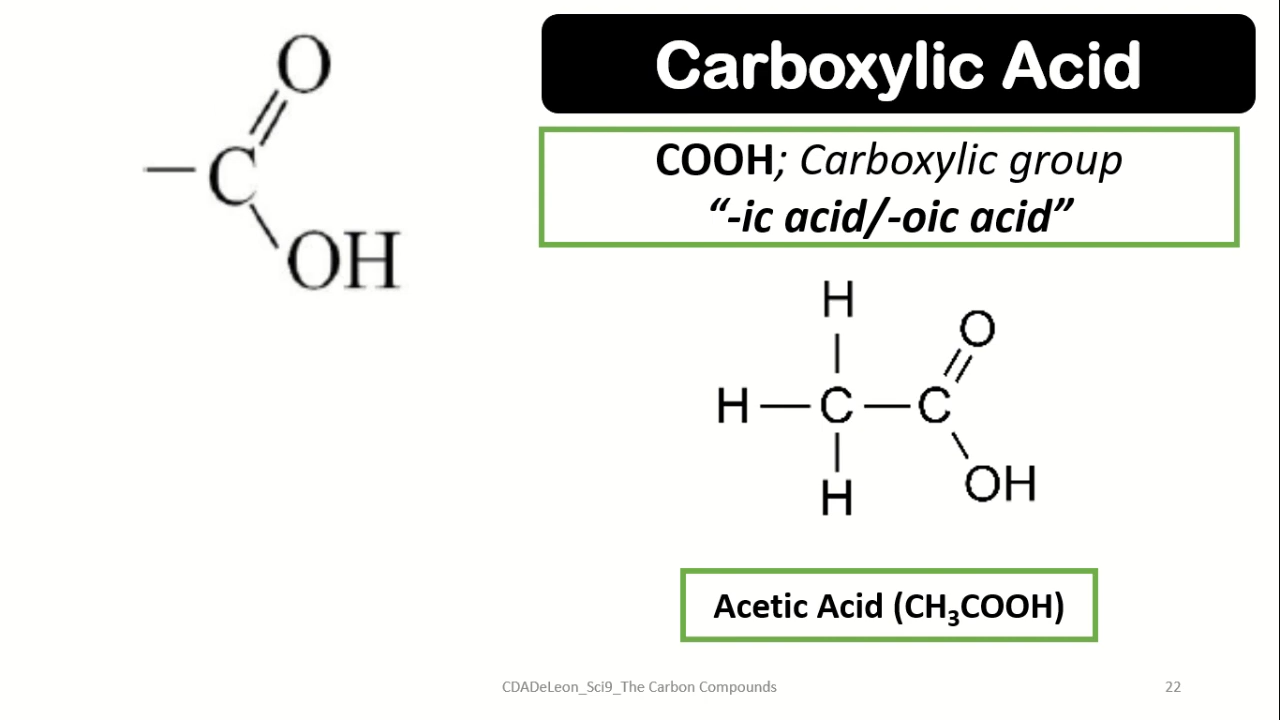 Carboxylic Acid
COOH; Carboxylic group
“-ic acid/-oic acid”
O
C
OH
H
O
H C C
H
OH
Acetic Acid (CH₃COOH)
CDADeLeon_Sci9_The Carbon Compounds
22